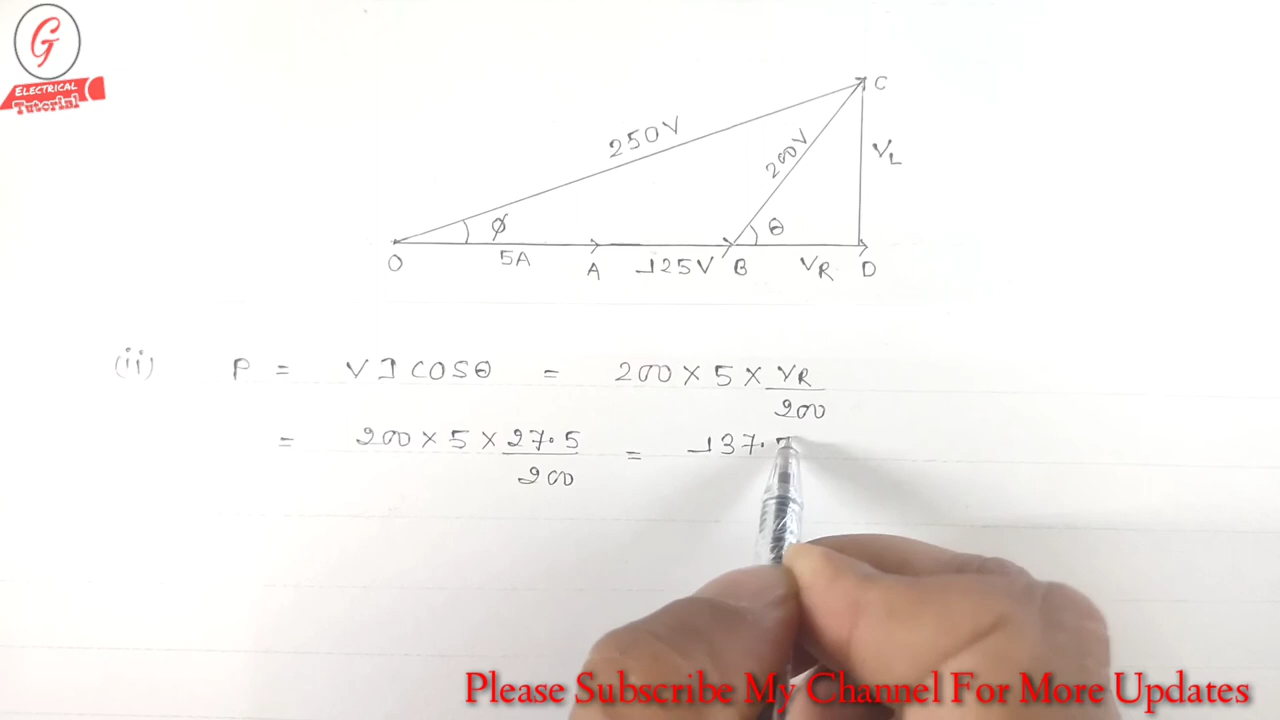 G
ELECTRICAL
Tutorial
C
250V
200V
VL
φ
θ
O
5A
A
125V
B
VR
D
(ii) P = VI COSθ = 200 × 5 × VR
200
= 200 × 5 × 27.5
200
= 137.
Please Subscribe My Channel For More Updates